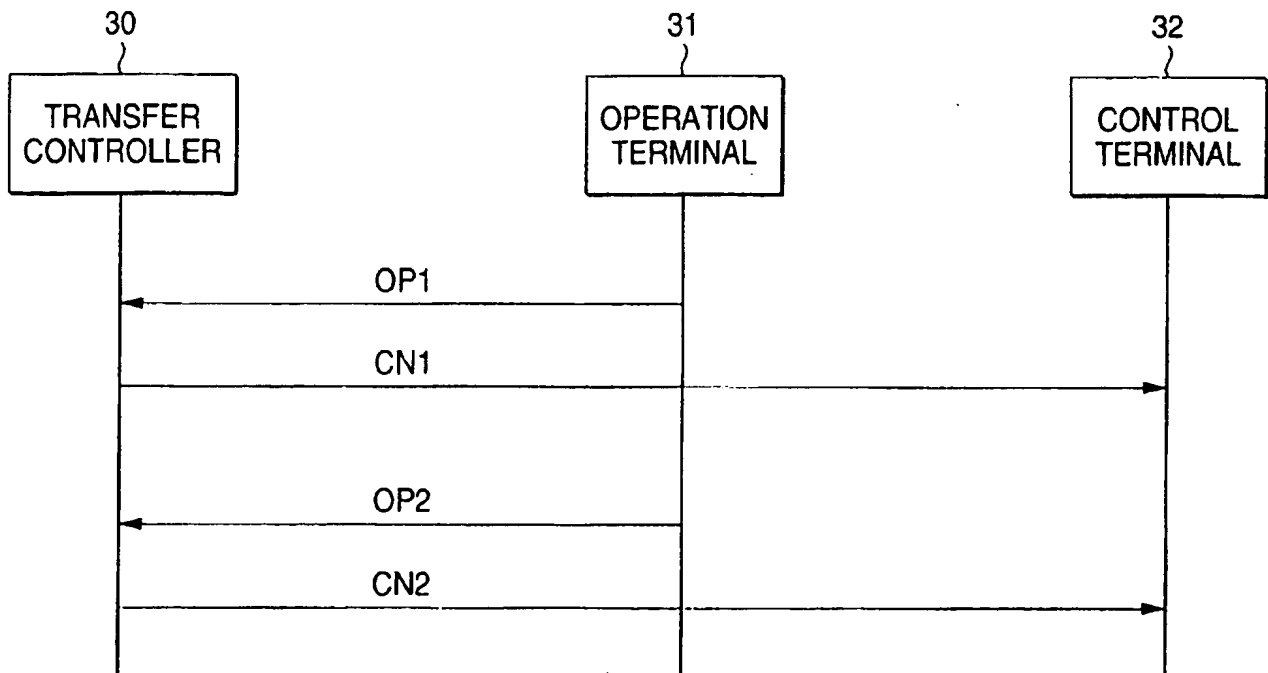 30
31
32
TRANSFER
CONTROLLER
OPERATION
TERMINAL
CONTROL
TERMINAL
OP1
CN1
OP2
CN2